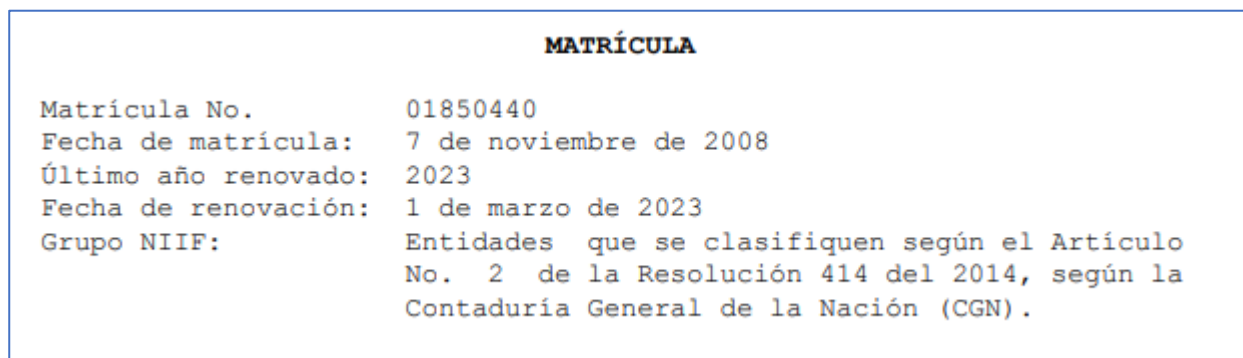 MATRÍCULA
Matrícula No. 01850440
Fecha de matrícula: 7 de noviembre de 2008
Último año renovado: 2023
Fecha de renovación: 1 de marzo de 2023
Grupo NIIF: Entidades que se clasifiquen según el Artículo
No. 2 de la Resolución 414 del 2014, según la
Contaduría General de la Nación (CGN).